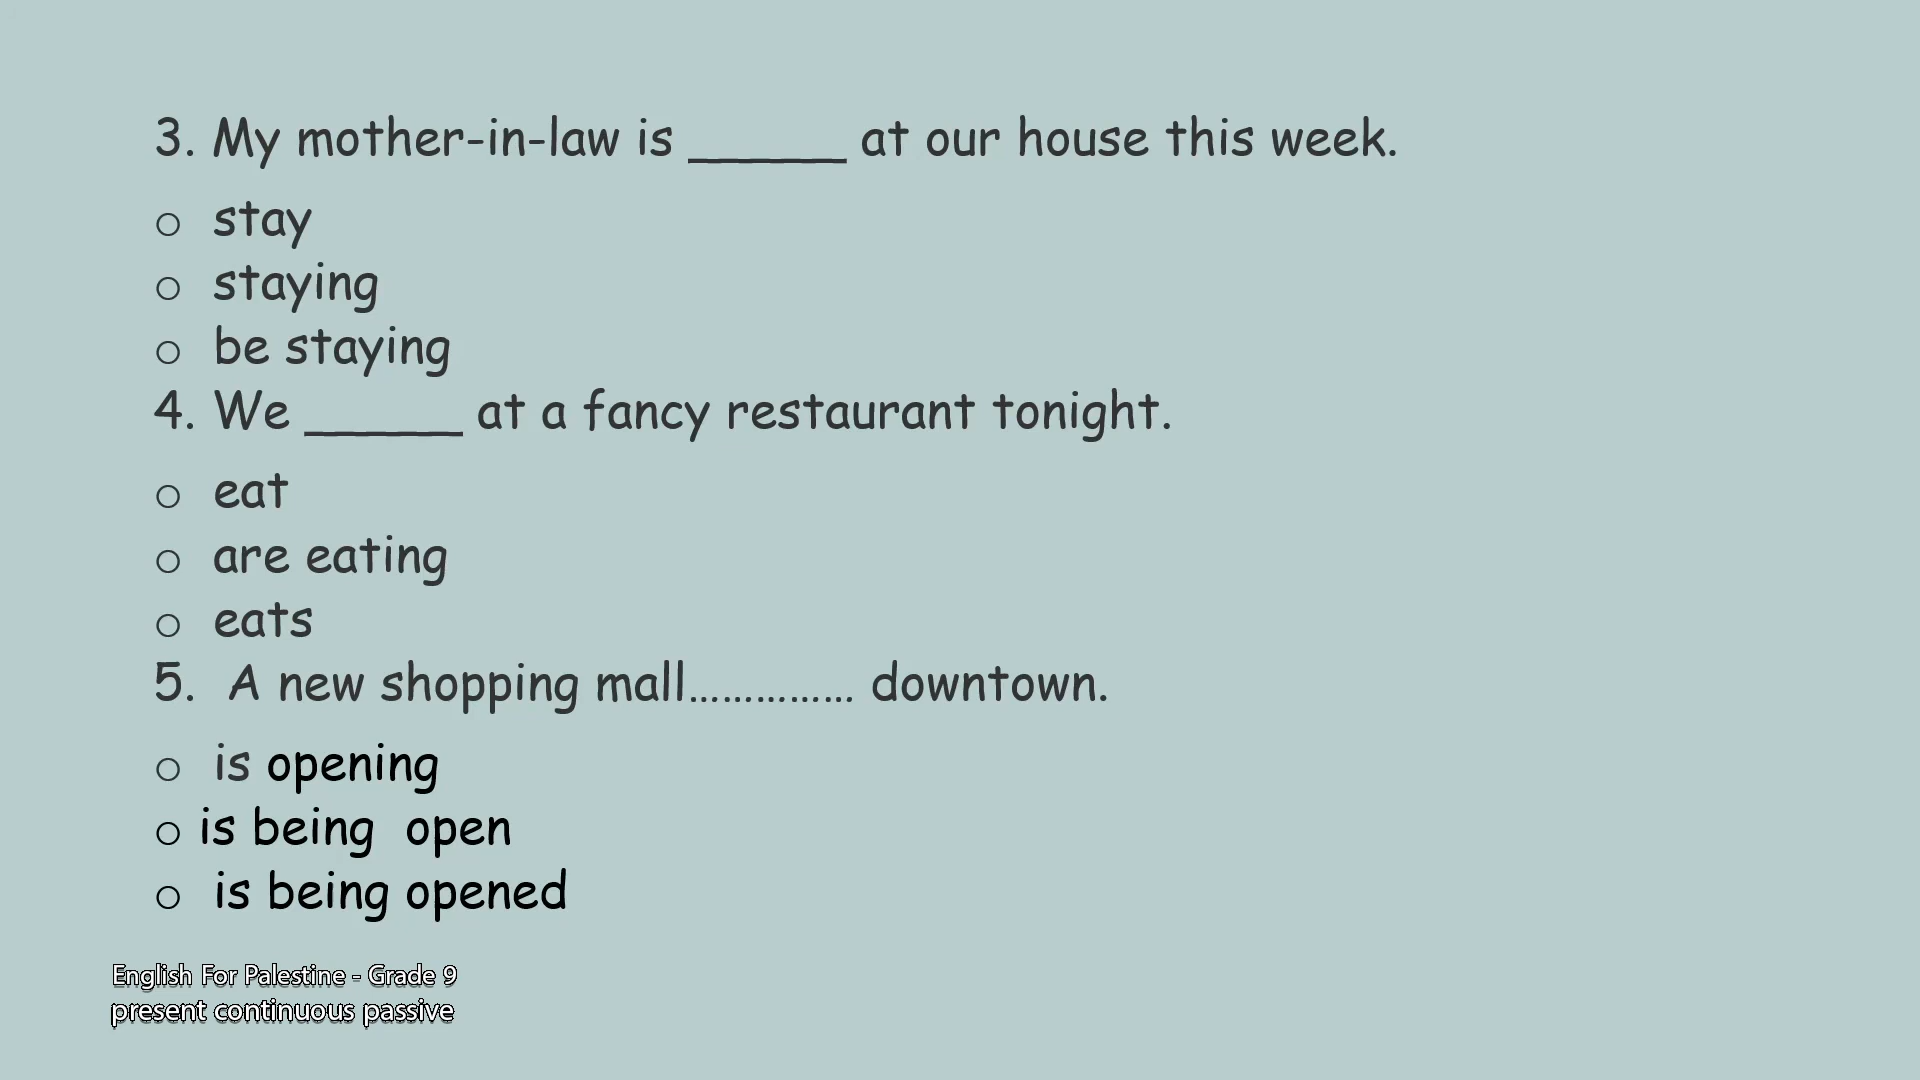 3. My mother-in-law is _____ at our house this week.
o stay
o staying
o be staying
4. We _____ at a fancy restaurant tonight.
o eat
o are eating
o eats
5. A new shopping mall…………… downtown.
o is opening
o is being open
o is being opened
English For Palestine - Grade 9
present continuous passive